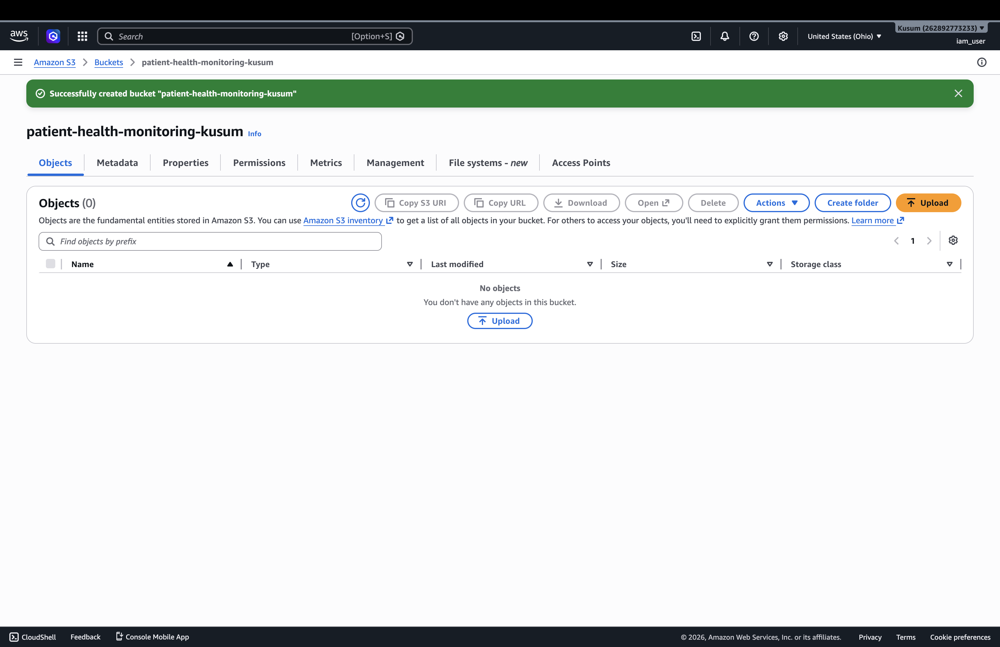 aws
Search [Option+S]
United States (Ohio)
Kusum (262892773233)
iam_user
Amazon S3 > Buckets > patient-health-monitoring-kusum
Successfully created bucket "patient-health-monitoring-kusum"
patient-health-monitoring-kusum Info
Objects Metadata Properties Permissions Metrics Management File systems - new Access Points
Objects (0) Copy S3 URI Copy URL Download Open Delete Actions Create folder Upload
Objects are the fundamental entities stored in Amazon S3. You can use Amazon S3 inventory to get a list of all objects in your bucket. For others to access your objects, you'll need to explicitly grant them permissions. Learn more
Find objects by prefix 1
Name Type Last modified Size Storage class
No objects
You don't have any objects in this bucket.
Upload
CloudShell Feedback Console Mobile App © 2026, Amazon Web Services, Inc. or its affiliates. Privacy Terms Cookie preferences